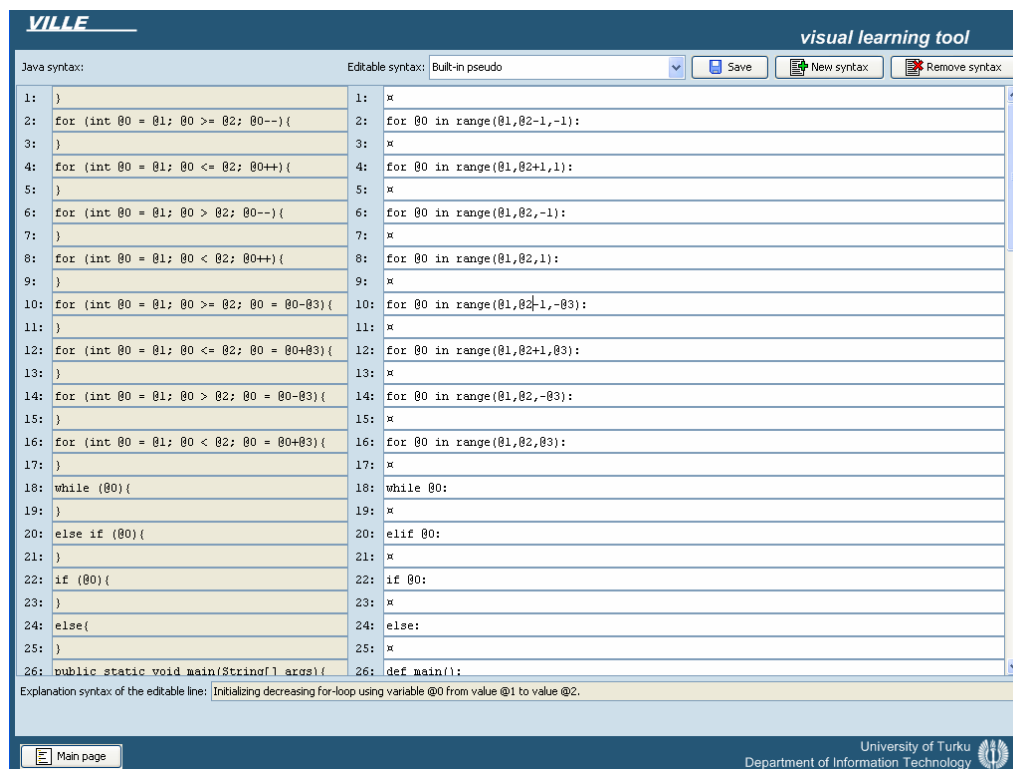 VILLE
visual learning tool
Java syntax: Editable syntax: Built-in pseudo Save New syntax Remove syntax
1: } 1: ¤
2: for (int @0 = @1; @0 >= @2; @0--){ 2: for @0 in range(@1,@2-1,-1):
3: } 3: ¤
4: for (int @0 = @1; @0 <= @2; @0++){ 4: for @0 in range(@1,@2+1,1):
5: } 5: ¤
6: for (int @0 = @1; @0 > @2; @0--){ 6: for @0 in range(@1,@2,-1):
7: } 7: ¤
8: for (int @0 = @1; @0 < @2; @0++){ 8: for @0 in range(@1,@2,1):
9: } 9: ¤
10: for (int @0 = @1; @0 >= @2; @0 = @0-@3){ 10: for @0 in range(@1,@2-1,-@3):
11: } 11: ¤
12: for (int @0 = @1; @0 <= @2; @0 = @0+@3){ 12: for @0 in range(@1,@2+1,@3):
13: } 13: ¤
14: for (int @0 = @1; @0 > @2; @0 = @0-@3){ 14: for @0 in range(@1,@2,-@3):
15: } 15: ¤
16: for (int @0 = @1; @0 < @2; @0 = @0+@3){ 16: for @0 in range(@1,@2,@3):
17: } 17: ¤
18: while (@0){ 18: while @0:
19: } 19: ¤
20: else if (@0){ 20: elif @0:
21: } 21: ¤
22: if (@0){ 22: if @0:
23: } 23: ¤
24: else{ 24: else:
25: } 25: ¤
26: public static void main(String[] args){ 26: def main():
Explanation syntax of the editable line: Initializing decreasing for-loop using variable @0 from value @1 to value @2.
Main page
University of Turku
Department of Information Technology